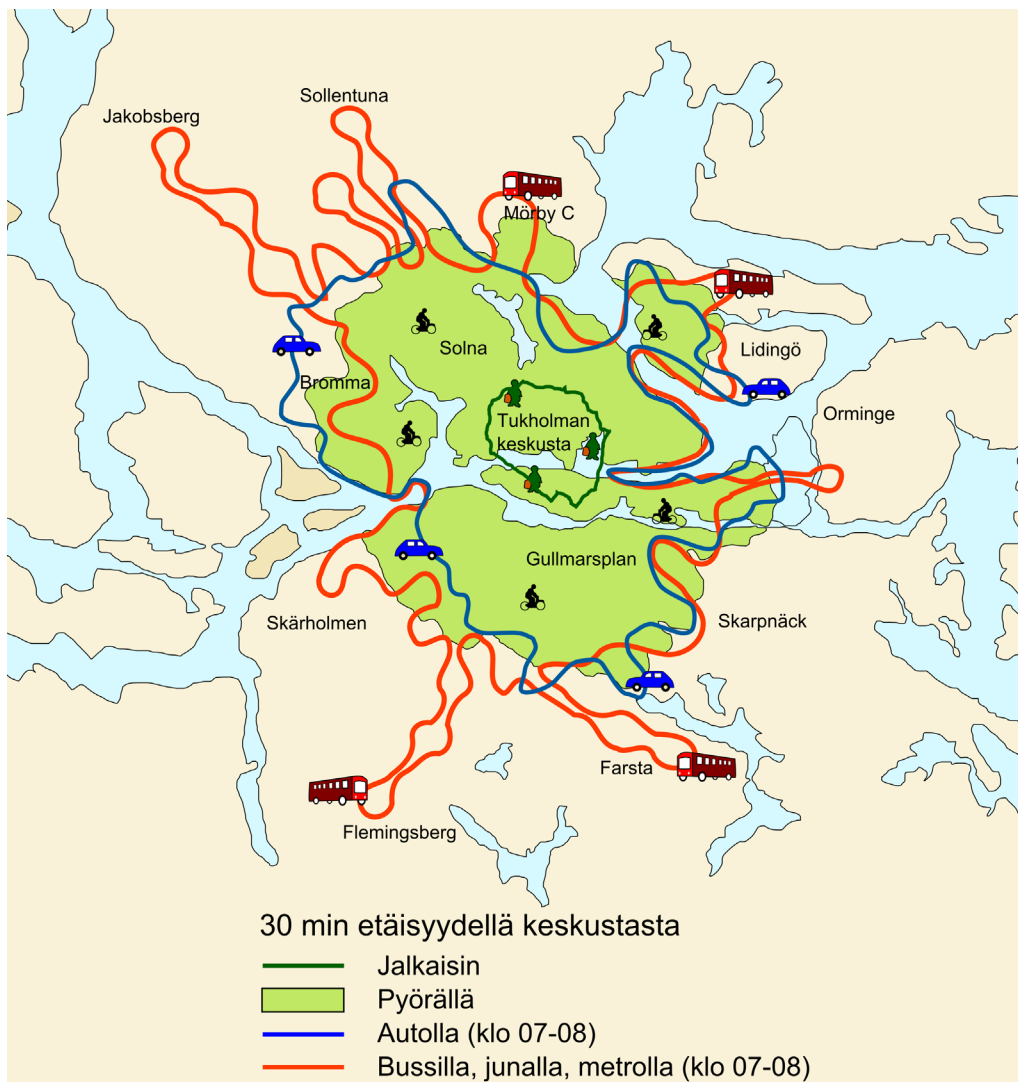 Sollentuna
Jakobsberg
Mörby C
Solna
Lidingö
Bromma
Orminge
Tukholman
keskusta
Gullmarsplan
Skärholmen
Skarpnäck
Farsta
Flemingsberg
30 min etäisyydellä keskustasta
Jalkaisin
Pyörällä
Autolla (klo 07-08)
Bussilla, junalla, metrolla (klo 07-08)